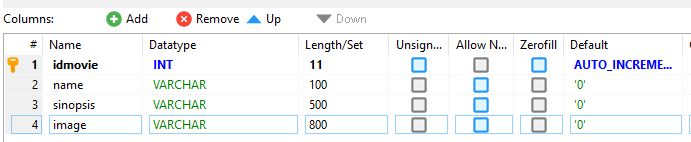 Columns: Add Remove Up Down
# Name Datatype Length/Set Unsign... Allow N... Zerofill Default
1 idmovie INT 11 AUTO_INCREME...
2 name VARCHAR 100 '0'
3 sinopsis VARCHAR 500 '0'
4 image VARCHAR 800 '0'